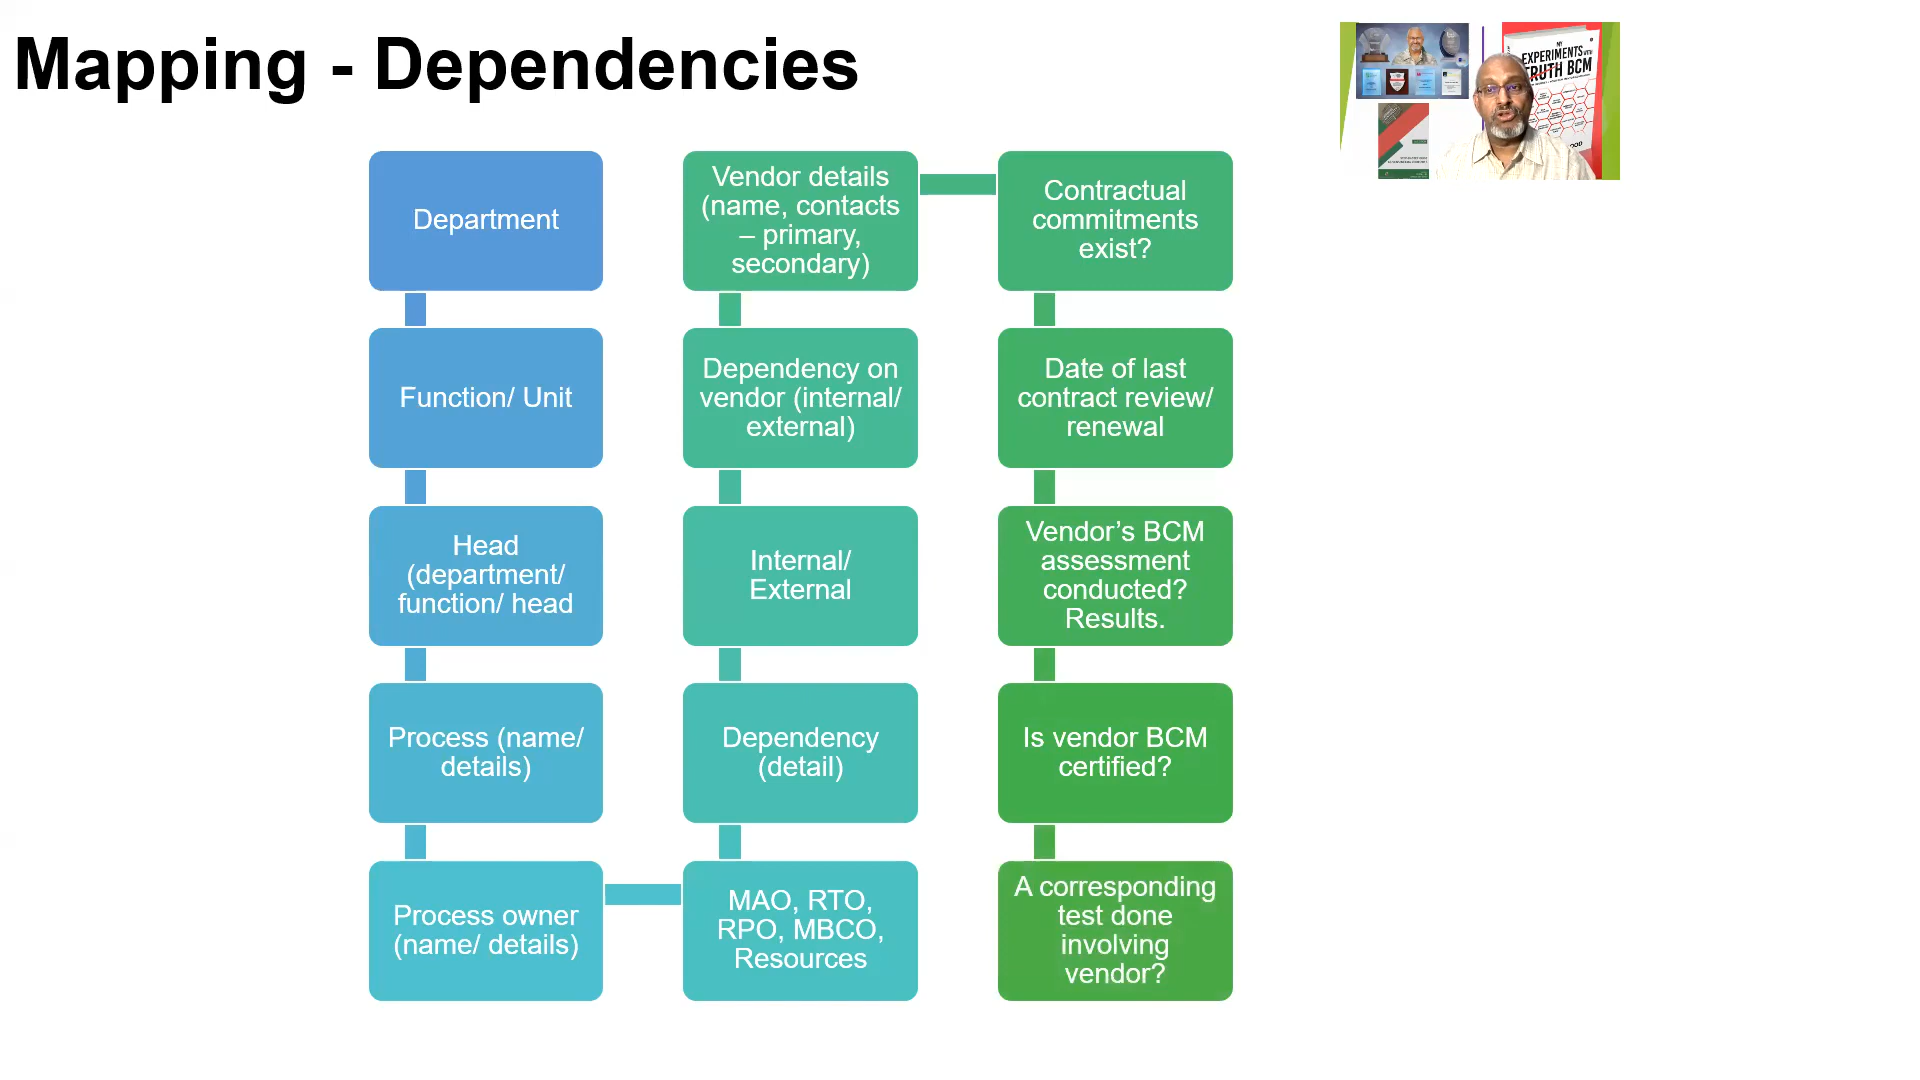 Mapping - Dependencies
MY
EXPERIMENTS WITH
TRUTH BCM
OOD
Department
Function/ Unit
Head
(department/
function/ head
Process (name/
details)
Process owner
(name/ details)
MAO, RTO,
RPO, MBCO,
Resources
Dependency
(detail)
Internal/
External
Dependency on
vendor (internal/
external)
Vendor details
(name, contacts
– primary,
secondary)
Contractual
commitments
exist?
Date of last
contract review/
renewal
Vendor’s BCM
assessment
conducted?
Results.
Is vendor BCM
certified?
A corresponding
test done
involving
vendor?